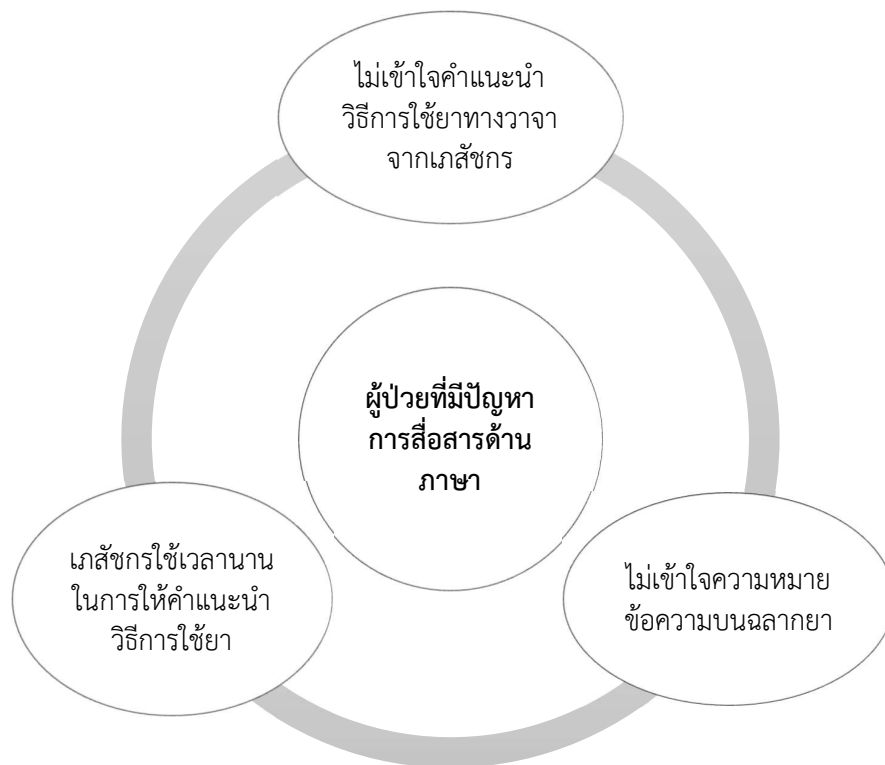 ไม่เข้าใจคำแนะนำ
วิธีการใช้ยาทางวาจา
จากเภสัชกร
ผู้ป่วยที่มีปัญหา
การสื่อสารด้าน
ภาษา
เภสัชกรใช้เวลานาน
ในการให้คำแนะนำ
วิธีการใช้ยา
ไม่เข้าใจความหมาย
ข้อความบนฉลากยา